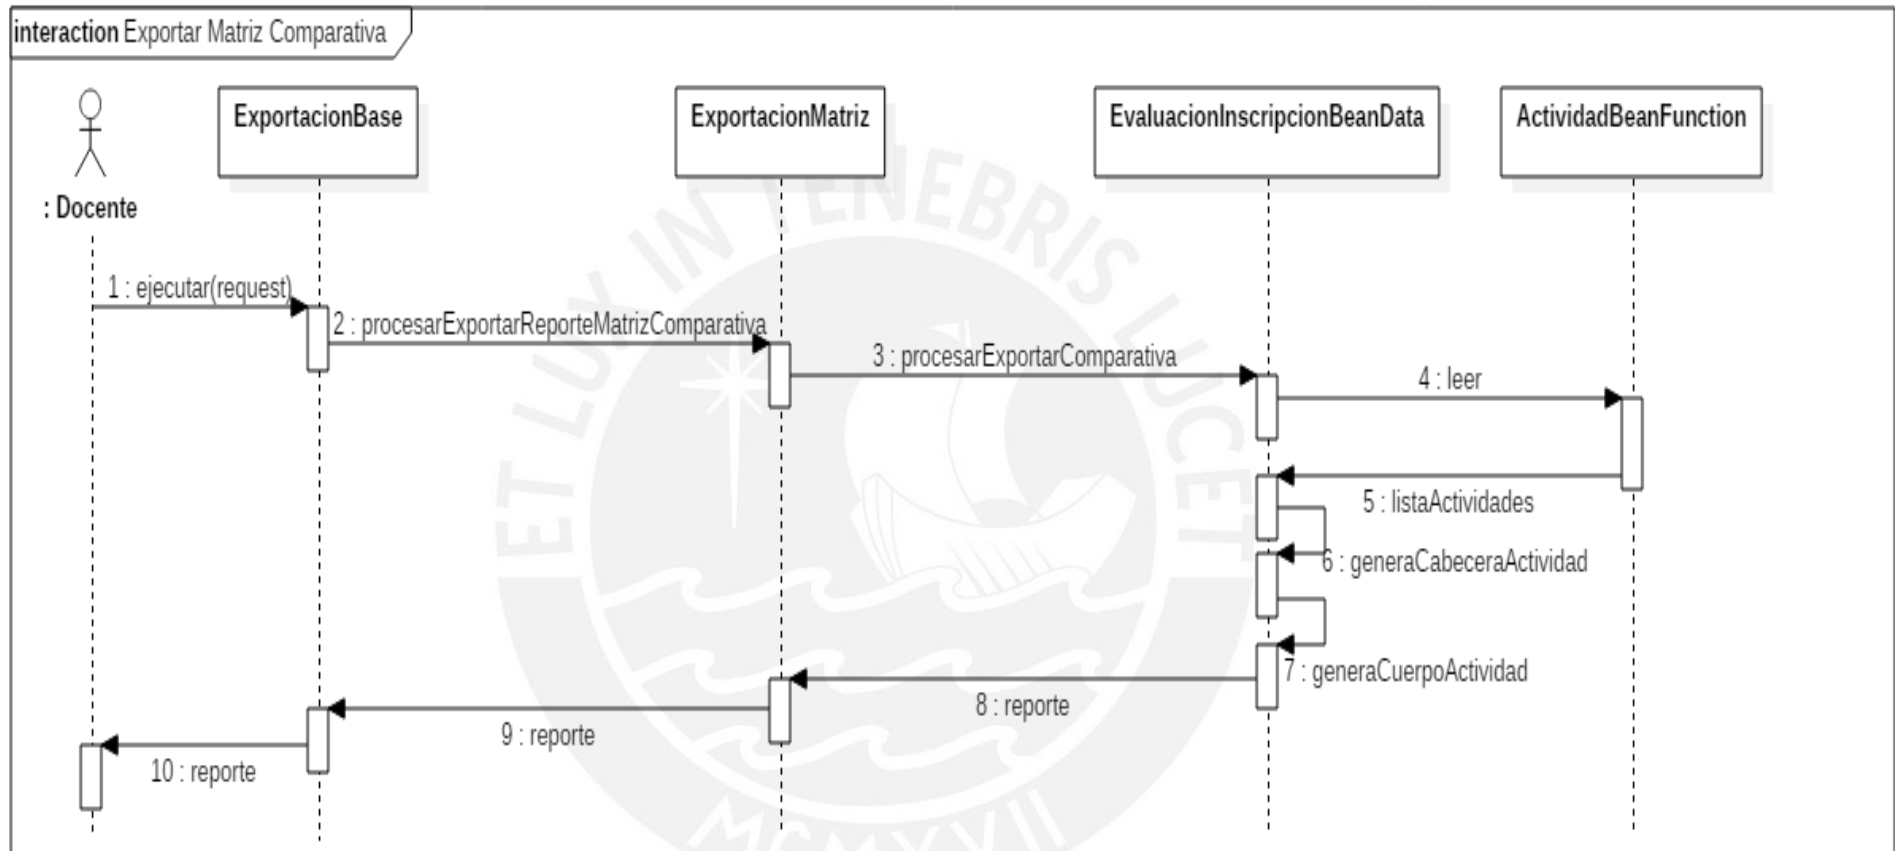 interaction Exportar Matriz Comparativa
: Docente
ExportacionBase
ExportacionMatriz
EvaluacionInscripcionBeanData
ActividadBeanFunction
1 : ejecutar(request)
2 : procesarExportarReporteMatrizComparativa
3 : procesarExportarComparativa
4 : leer
5 : listaActividades
6 : generaCabeceraActividad
7 : generaCuerpoActividad
8 : reporte
9 : reporte
10 : reporte
ET LUX IN TENEBRIS LUCET
MCMXVII